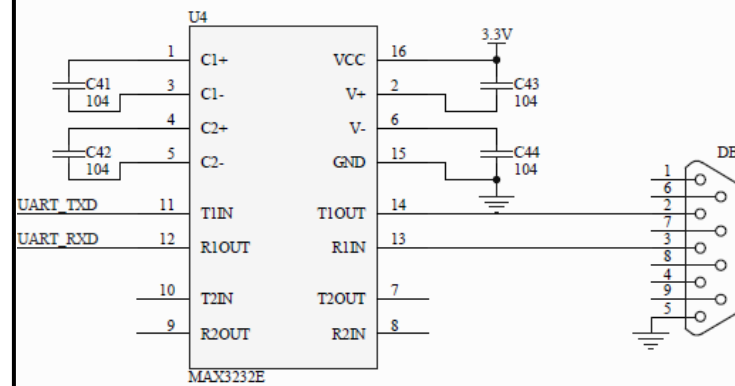 U4
3.3V
1 C1+ VCC 16
C41
104
3 C1- V+ 2
C43
104
4 C2+ V- 6
C42
104
5 C2- GND 15
C44
104
DB
UART_TXD 11 T1IN T1OUT 14
UART_RXD 12 R1OUT R1IN 13
10 T2IN T2OUT 7
9 R2OUT R2IN 8
MAX3232E
1
6
2
7
3
8
4
9
5